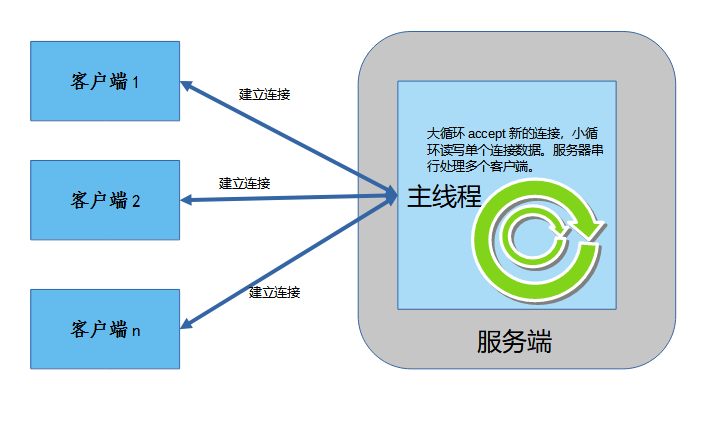 客户端 1
建立连接
大循环 accept 新的连接，小循
环读写单个连接数据。服务器串
行处理多个客户端。
客户端 2
建立连接
主线程
客户端 n
建立连接
服务端